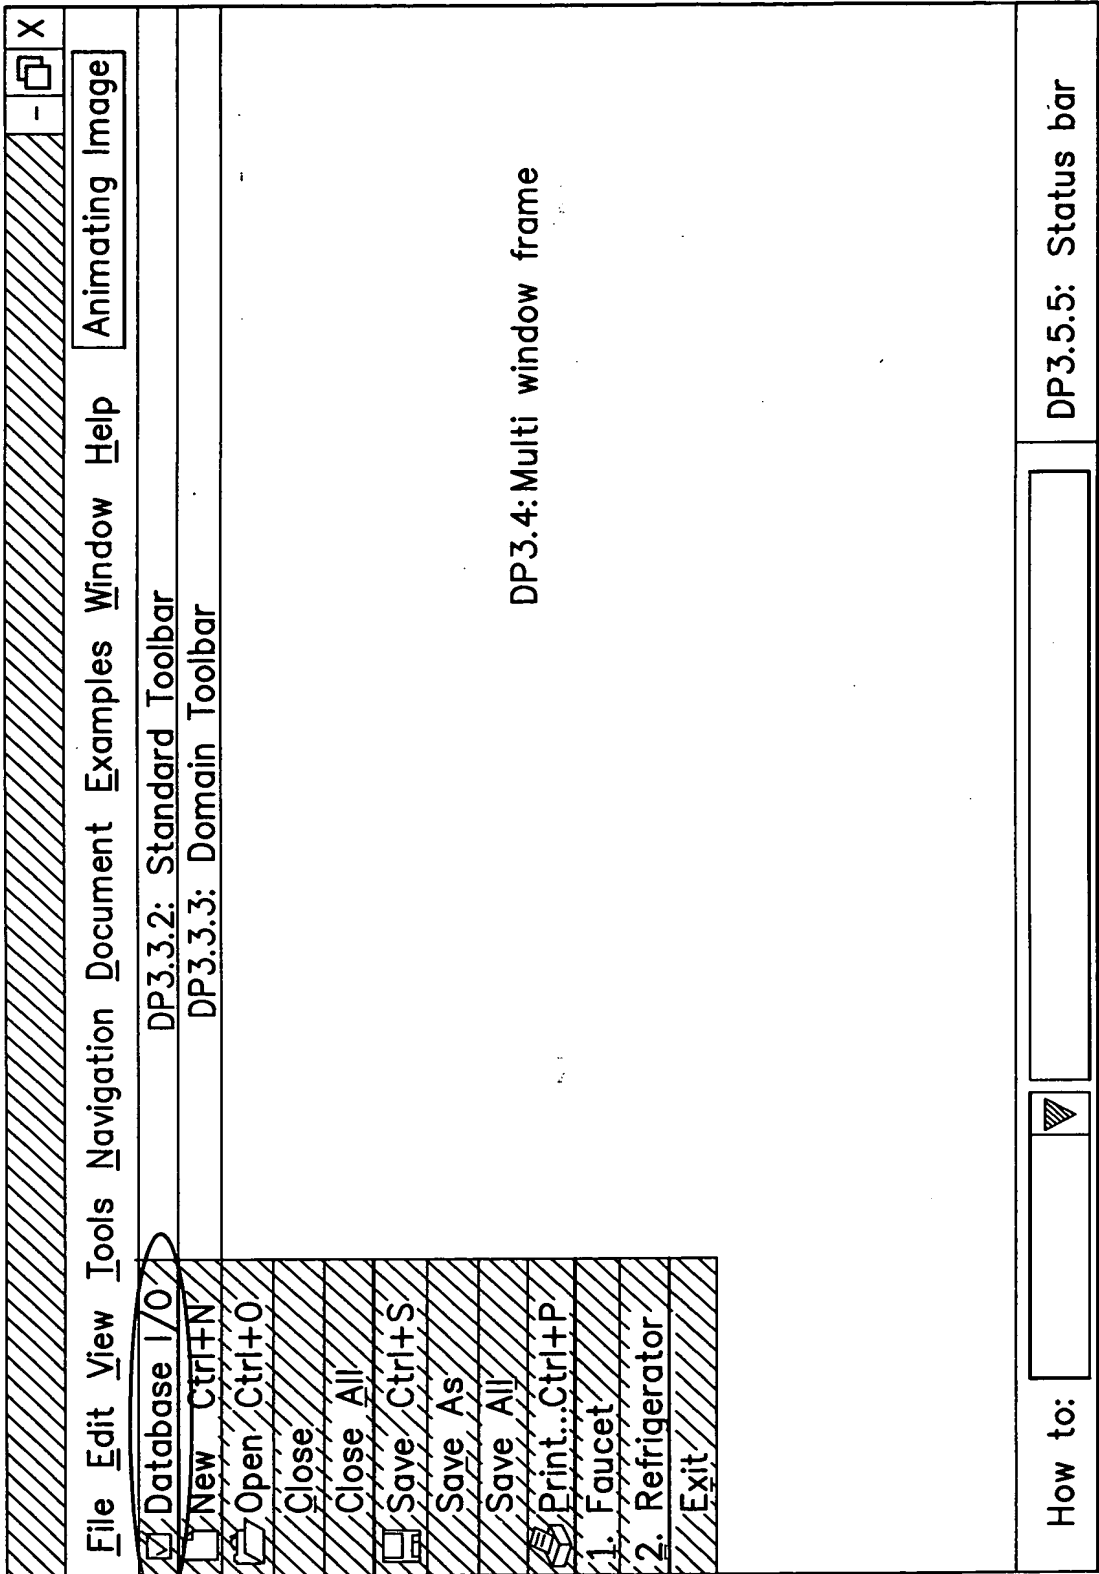 - X
File Edit View Tools Navigation Document Examples Window Help Animating Image
Database I/O
DP3.3.2: Standard Toolbar
New Ctrl+N
DP3.3.3: Domain Toolbar
Open Ctrl+O
Close
Close All
Save Ctrl+S
Save As
Save All
Print...Ctrl+P
1. Faucet
2. Refrigerator
Exit
DP3.4:Multi window frame
How to:
DP3.5.5: Status bar